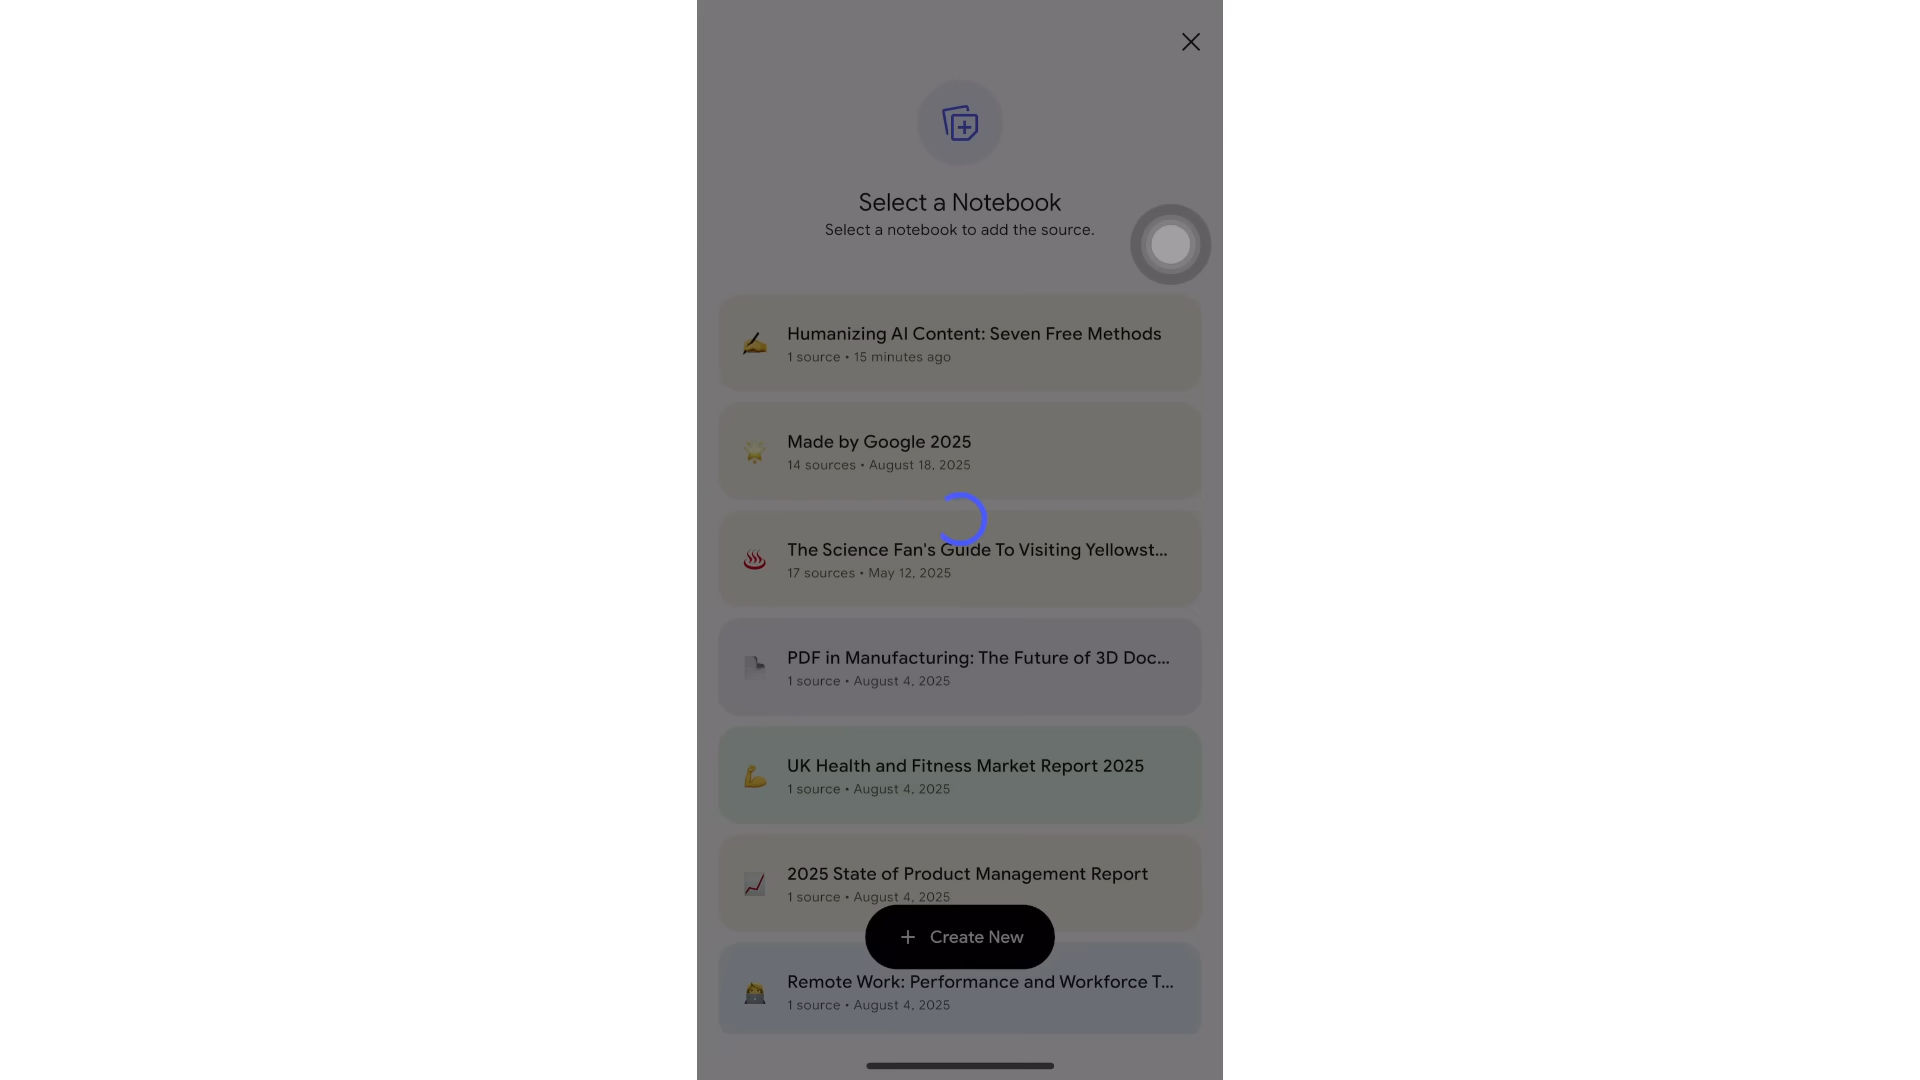 Select a Notebook
Select a notebook to add the source.
Humanizing AI Content: Seven Free Methods
1 source • 15 minutes ago
Made by Google 2025
14 sources • August 18, 2025
The Science Fan's Guide To Visiting Yellowst...
17 sources • May 12, 2025
PDF in Manufacturing: The Future of 3D Doc...
1 source • August 4, 2025
UK Health and Fitness Market Report 2025
1 source • August 4, 2025
2025 State of Product Management Report
1 source • August 4, 2025
+ Create New
Remote Work: Performance and Workforce T...
1 source • August 4, 2025